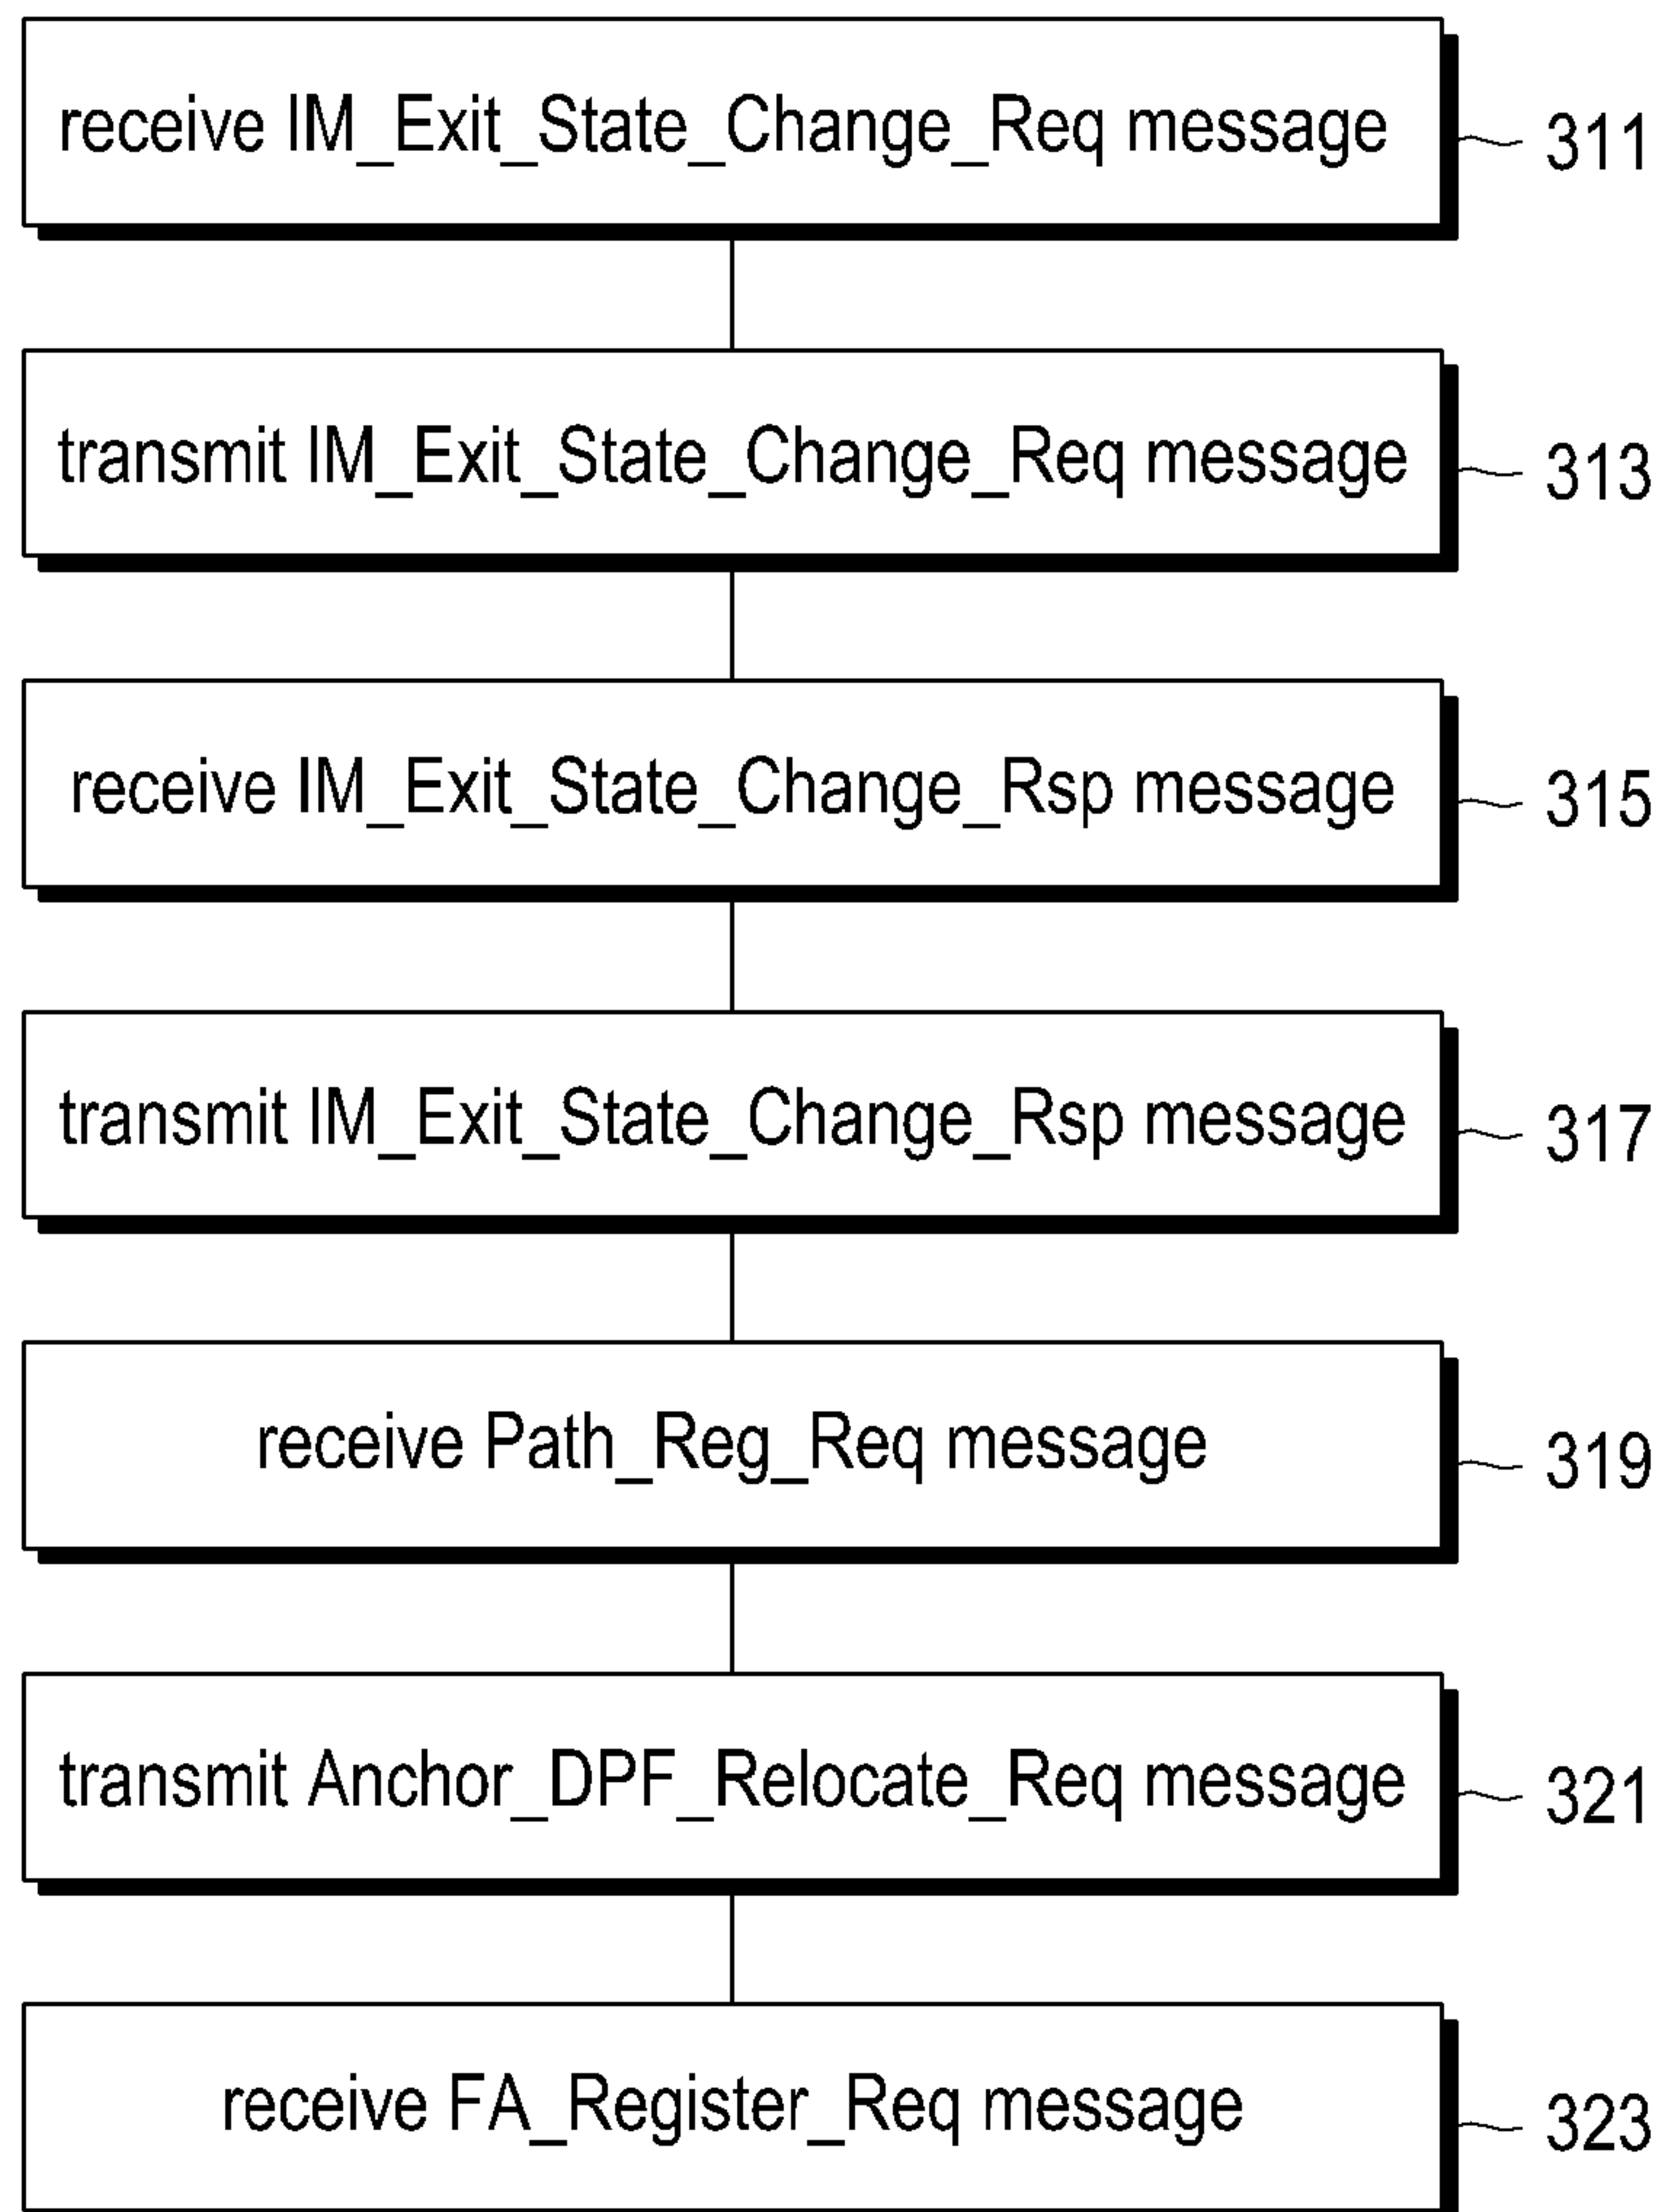 receive IM_Exit_State_Change_Req message 311
transmit IM_Exit_State_Change_Req message 313
receive IM_Exit_State_Change_Rsp message 315
transmit IM_Exit_State_Change_Rsp message 317
receive Path_Reg_Req message 319
transmit Anchor_DPF_Relocate_Req message 321
receive FA_Register_Req message 323